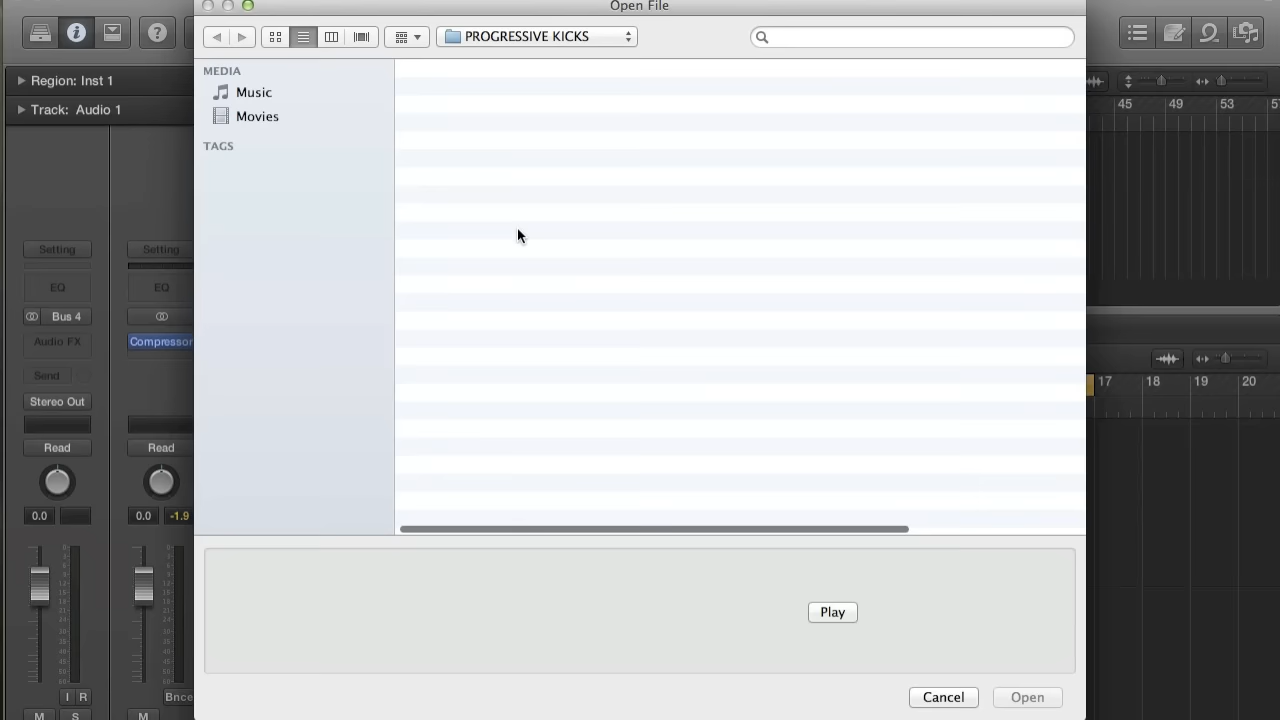 Open File
PROGRESSIVE KICKS
MEDIA
Music
Movies
TAGS
Play
Cancel
Open
Region: Inst 1
Track: Audio 1
Setting
Setting
EQ
EQ
Bus 4
Audio FX
Compressor
Send
Stereo Out
Read
Read
0.0
0.0
-1.9
I R
Bnce
M S
M
45 49 53
17 18 19 20